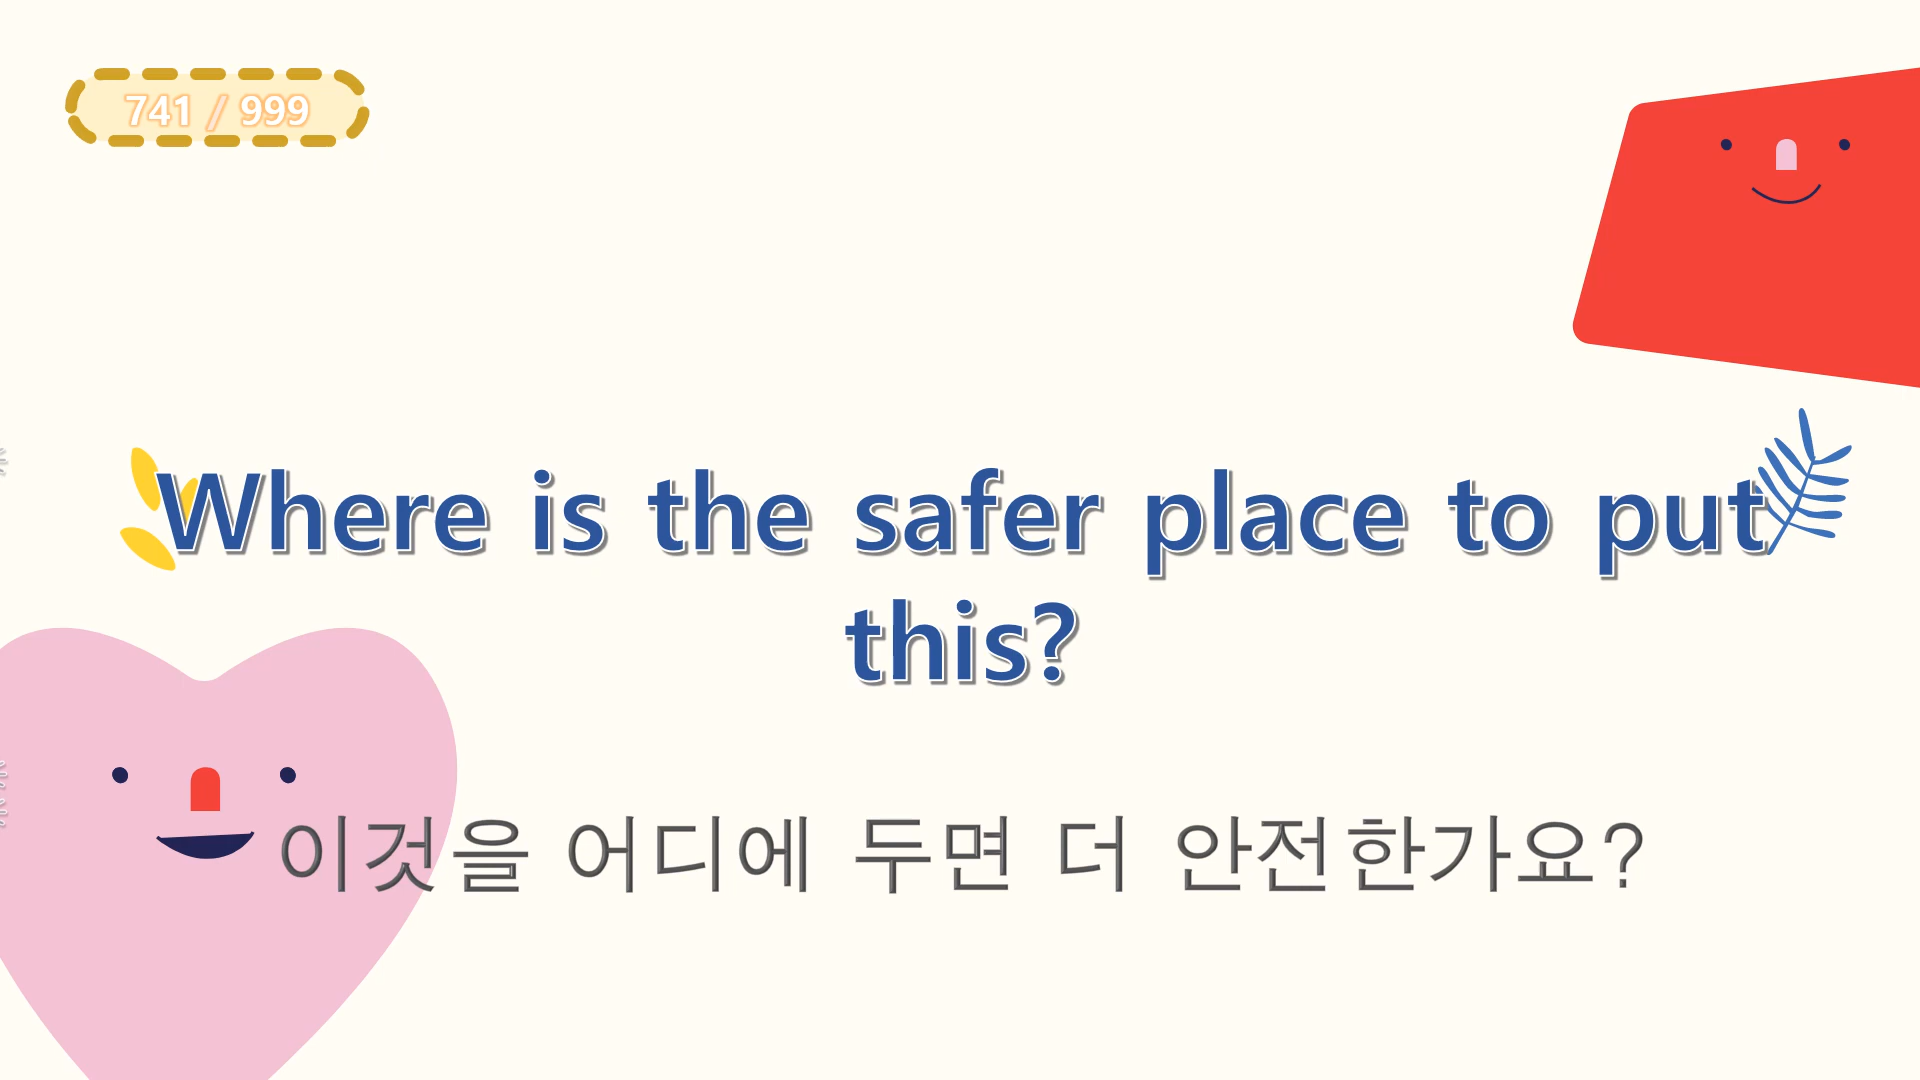 741 / 999
Where is the safer place to put
this?
이것을 어디에 두면 더 안전한가요?